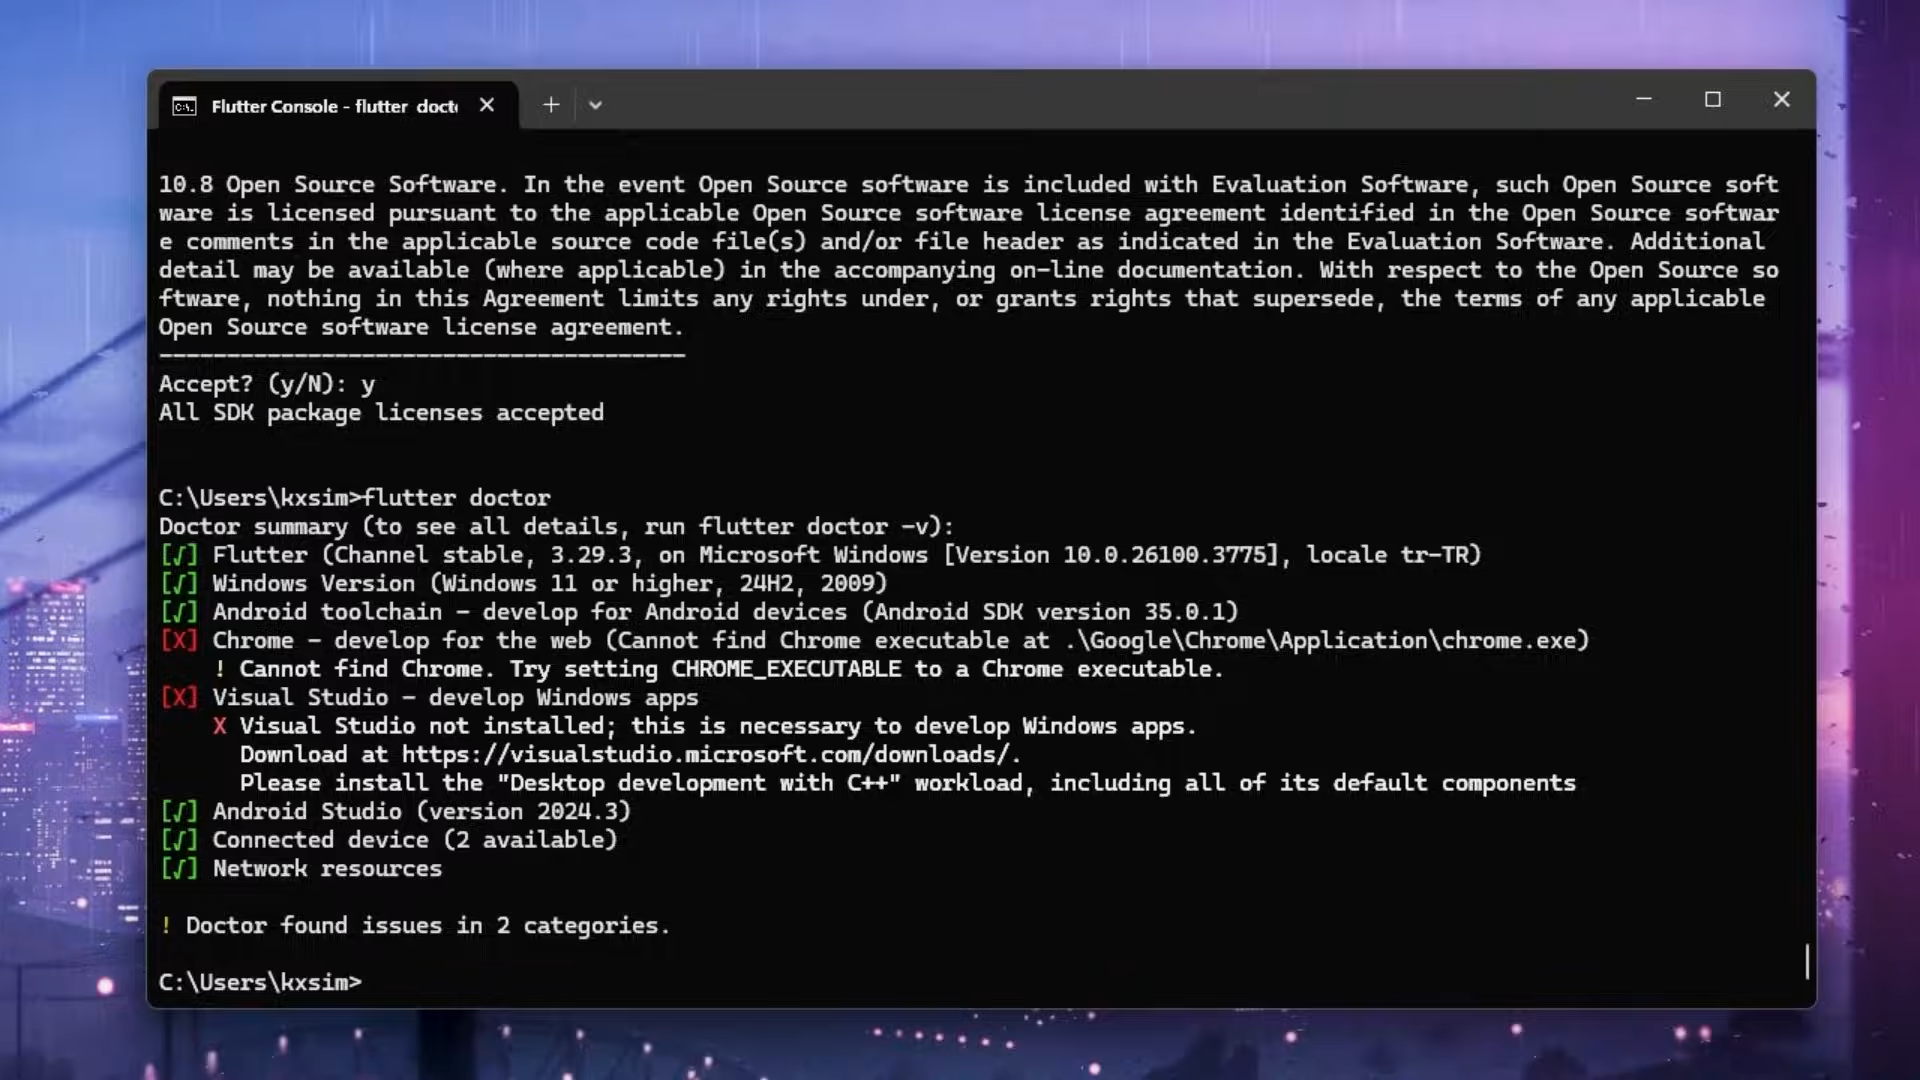 Flutter Console - flutter doct
10.8 Open Source Software. In the event Open Source software is included with Evaluation Software, such Open Source soft
ware is licensed pursuant to the applicable Open Source software license agreement identified in the Open Source softwar
e comments in the applicable source code file(s) and/or file header as indicated in the Evaluation Software. Additional
detail may be available (where applicable) in the accompanying on-line documentation. With respect to the Open Source so
ftware, nothing in this Agreement limits any rights under, or grants rights that supersede, the terms of any applicable
Open Source software license agreement.
---------------------------------------
Accept? (y/N): y
All SDK package licenses accepted
C:\Users\kxsim>flutter doctor
Doctor summary (to see all details, run flutter doctor -v):
[√] Flutter (Channel stable, 3.29.3, on Microsoft Windows [Version 10.0.26100.3775], locale tr-TR)
[√] Windows Version (Windows 11 or higher, 24H2, 2009)
[√] Android toolchain - develop for Android devices (Android SDK version 35.0.1)
[X] Chrome - develop for the web (Cannot find Chrome executable at .\Google\Chrome\Application\chrome.exe)
! Cannot find Chrome. Try setting CHROME_EXECUTABLE to a Chrome executable.
[X] Visual Studio - develop Windows apps
X Visual Studio not installed; this is necessary to develop Windows apps.
Download at https://visualstudio.microsoft.com/downloads/.
Please install the "Desktop development with C++" workload, including all of its default components
[√] Android Studio (version 2024.3)
[√] Connected device (2 available)
[√] Network resources
! Doctor found issues in 2 categories.
C:\Users\kxsim>